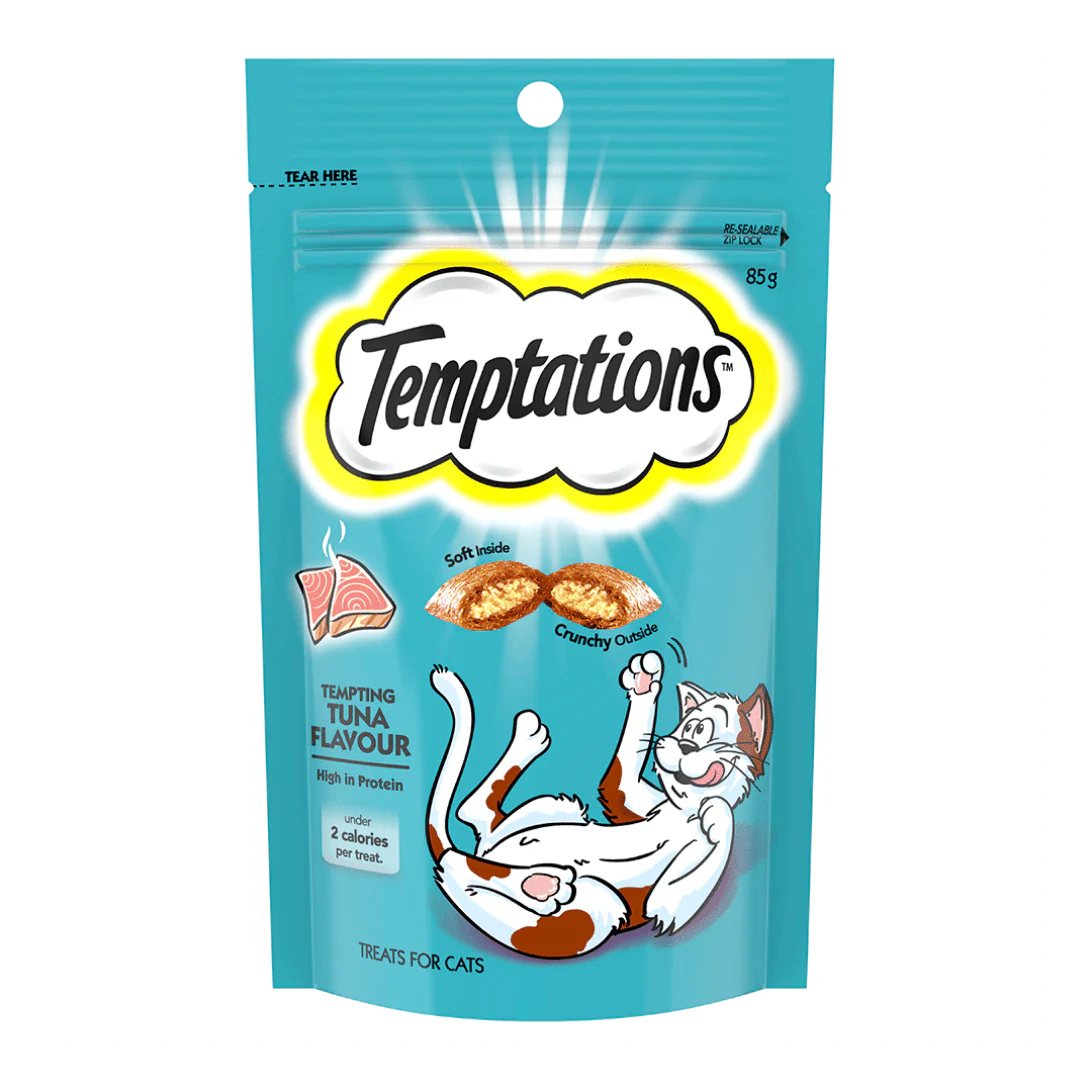 TEAR HERE
RE-SEALABLE
ZIP LOCK
85g
Temptations™
Soft Inside
Crunchy Outside
TEMPTING
TUNA
FLAVOUR
High in Protein
under
2 calories
per treat.
TREATS FOR CATS